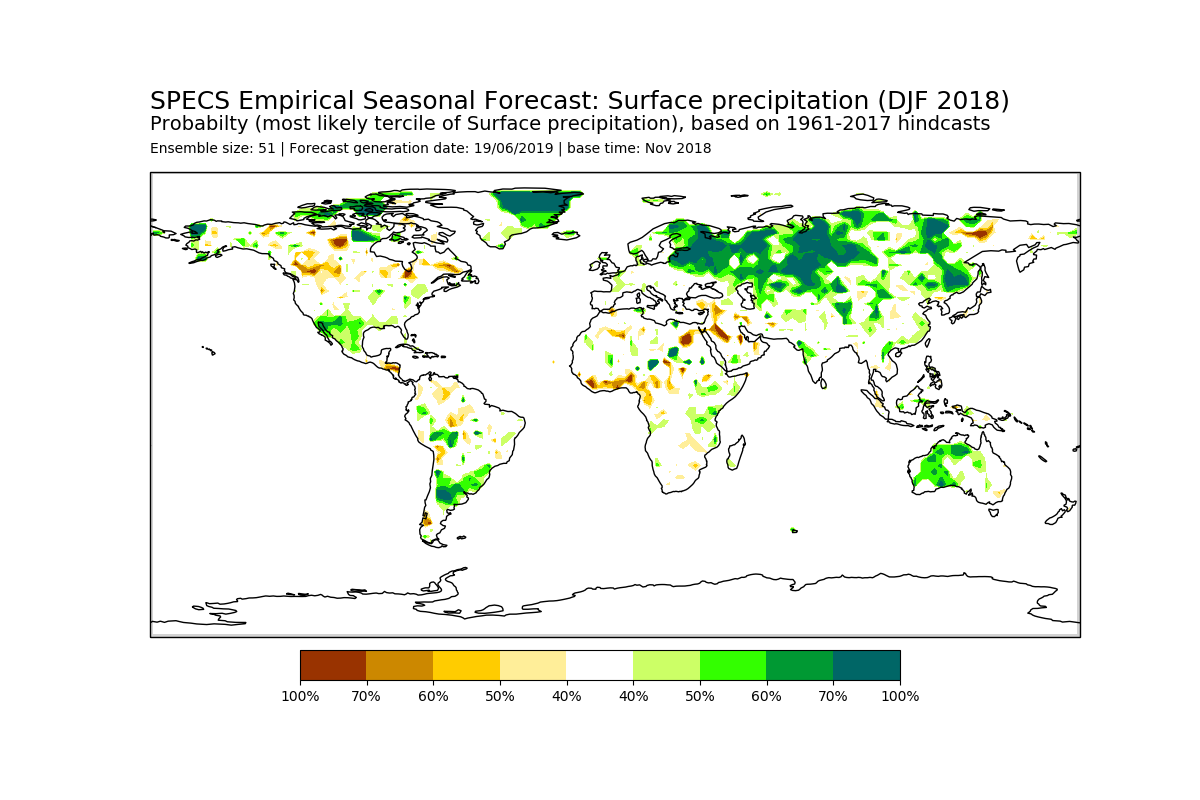 SPECS Empirical Seasonal Forecast: Surface precipitation (DJF 2018)
Probabilty (most likely tercile of Surface precipitation), based on 1961-2017 hindcasts
Ensemble size: 51 | Forecast generation date: 19/06/2019 | base time: Nov 2018
100% 70% 60% 50% 40% 40% 50% 60% 70% 100%